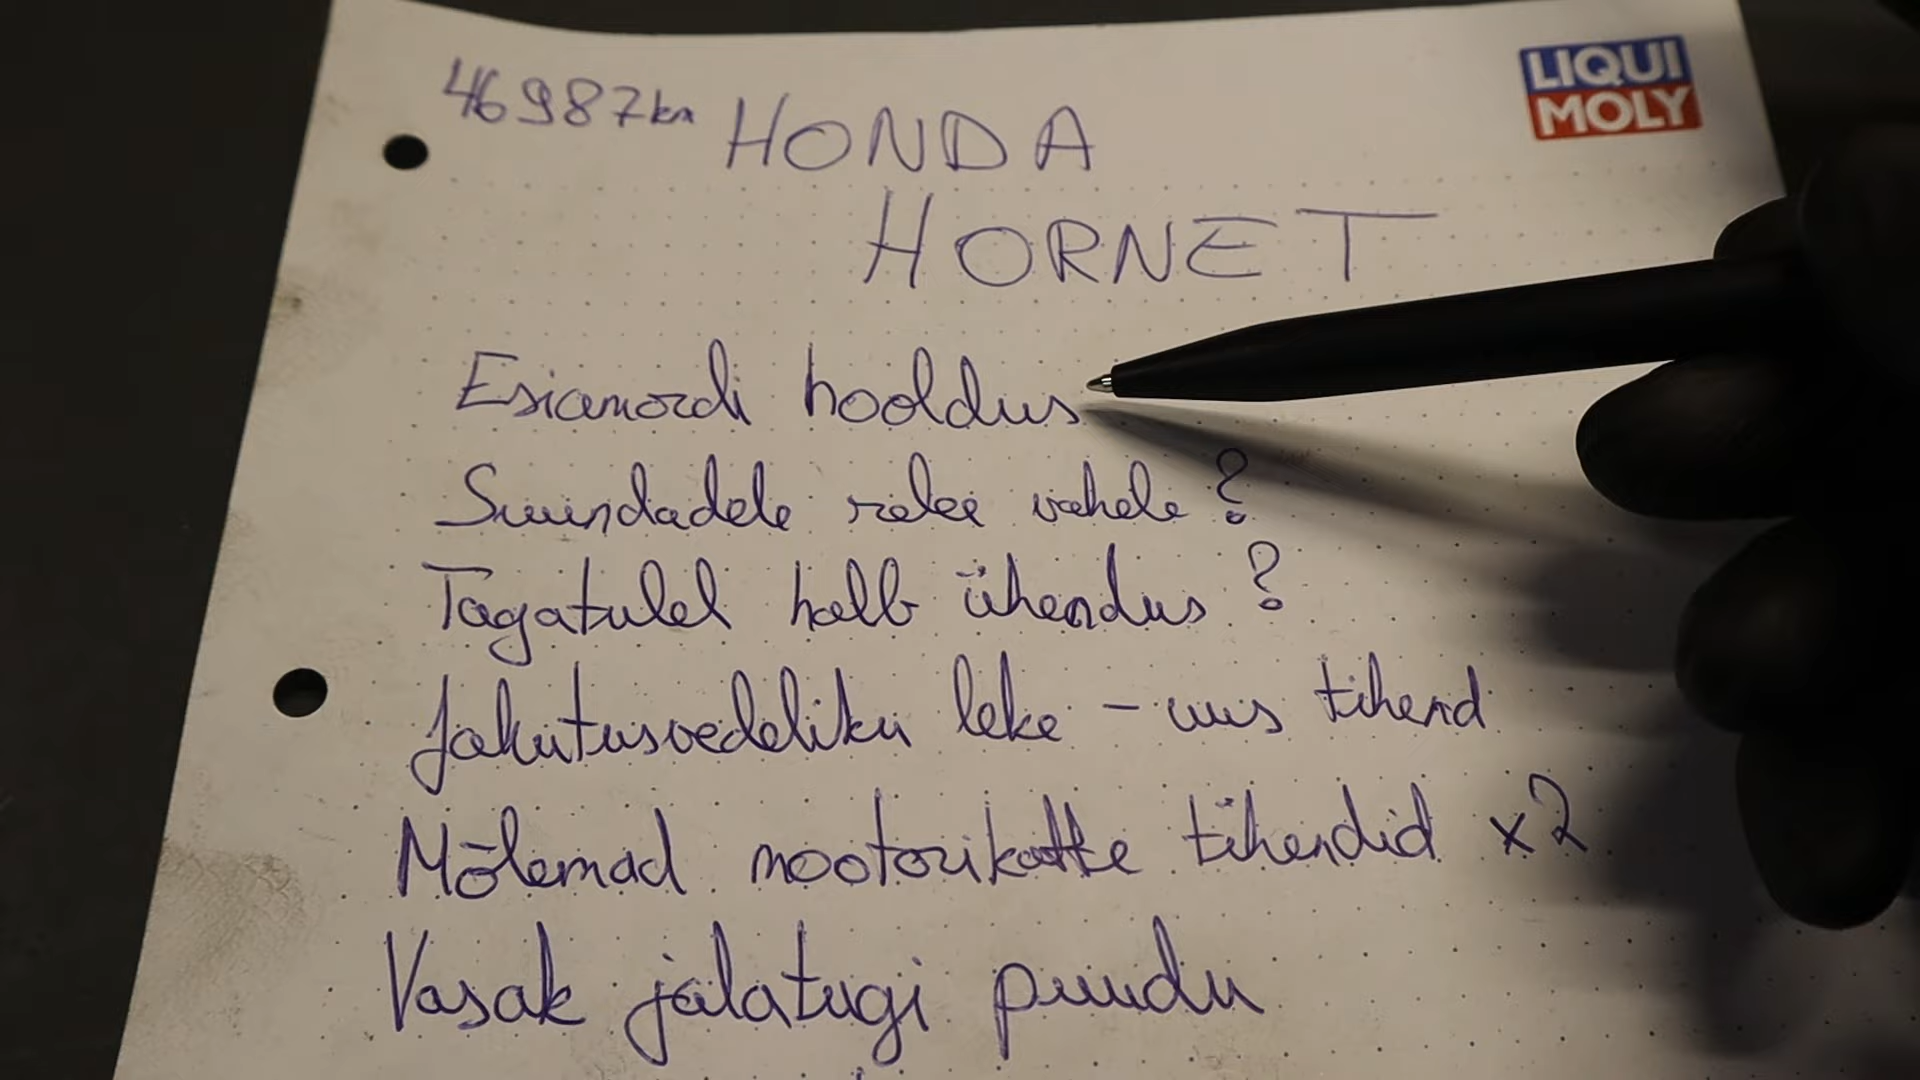 46987km HONDA
HORNET
LIQUI
MOLY
Esiamordi hooldus
Suundadele relee vahele?
Tagatulel halb ühendus?
Jahutusvedeliku leke - uus tihend
Mõlemad mootorikatte tihendid x2
Vasak jalatugi puudu